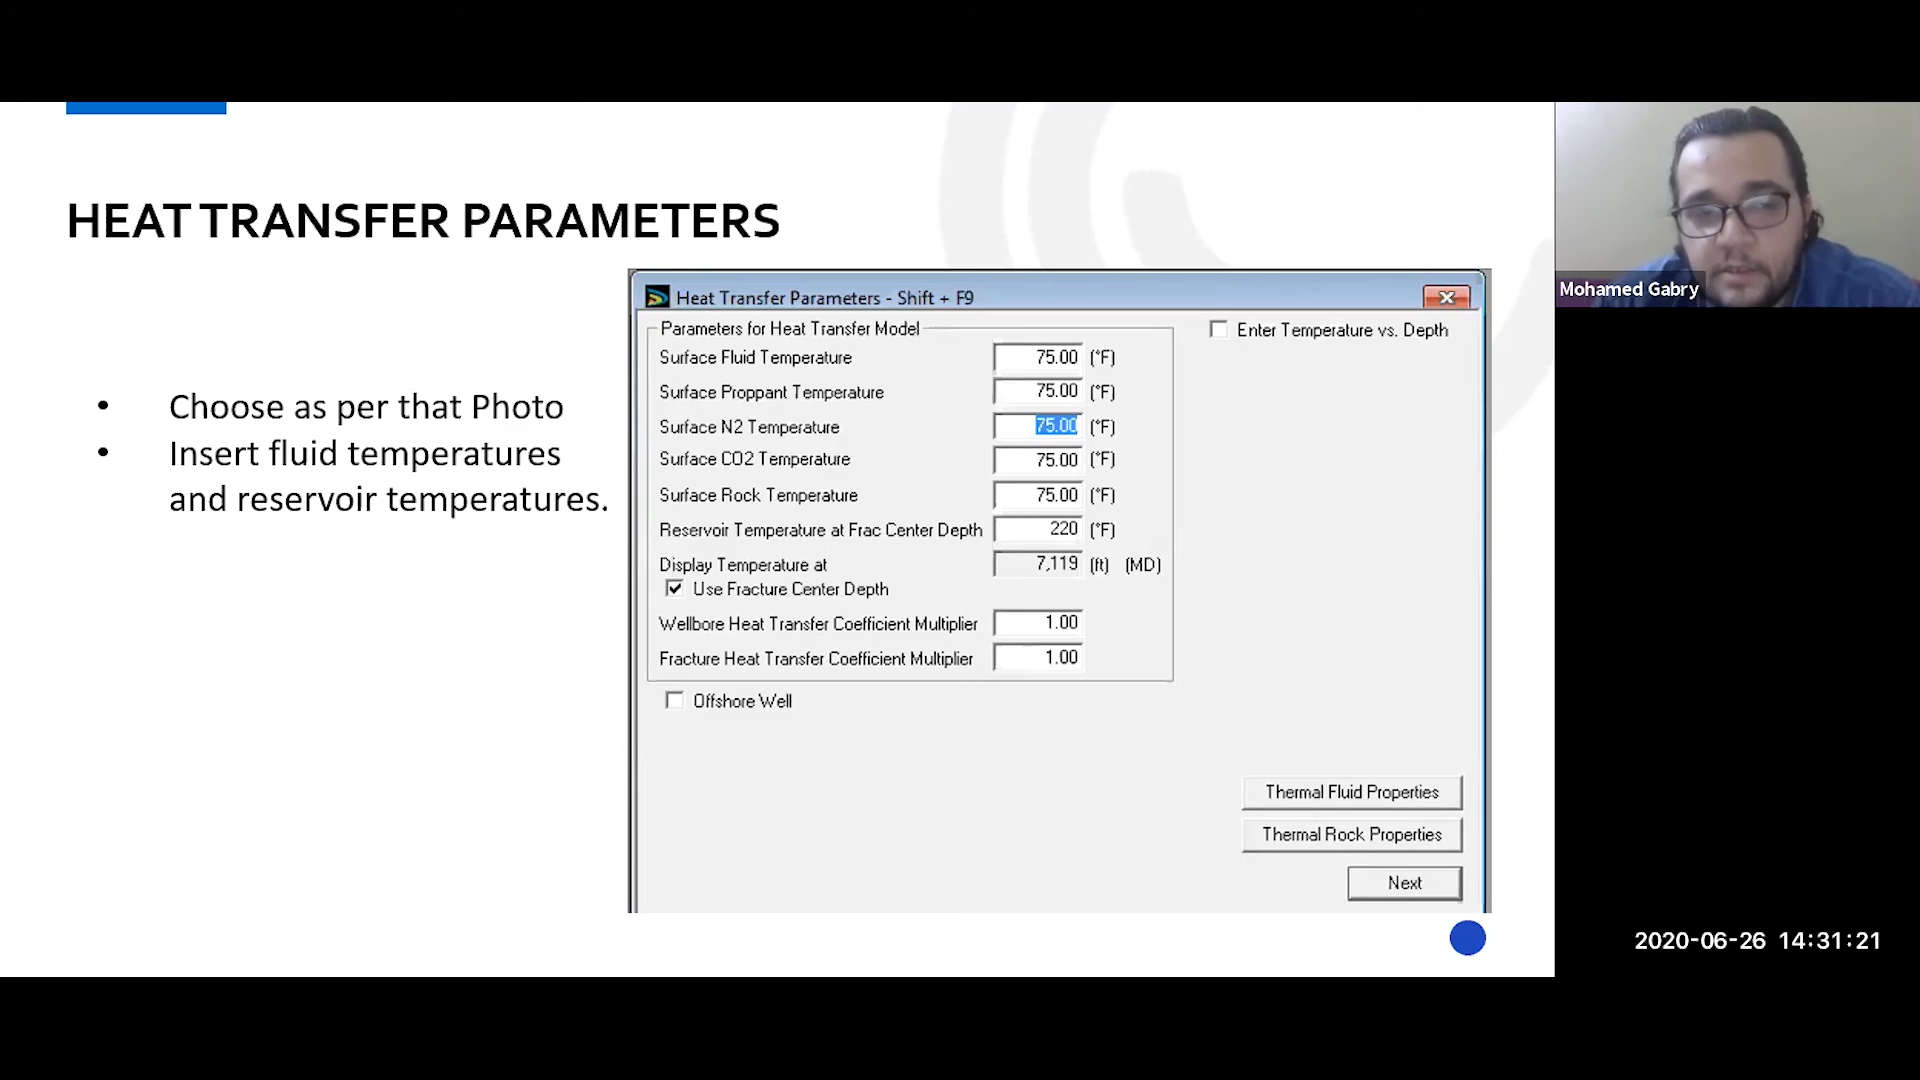 HEAT TRANSFER PARAMETERS
• Choose as per that Photo
• Insert fluid temperatures
and reservoir temperatures.
Heat Transfer Parameters - Shift + F9
Parameters for Heat Transfer Model
Enter Temperature vs. Depth
Surface Fluid Temperature 75.00 (°F)
Surface Proppant Temperature 75.00 (°F)
Surface N2 Temperature 75.00 (°F)
Surface CO2 Temperature 75.00 (°F)
Surface Rock Temperature 75.00 (°F)
Reservoir Temperature at Frac Center Depth 220 (°F)
Display Temperature at 7,119 (ft) (MD)
Use Fracture Center Depth
Wellbore Heat Transfer Coefficient Multiplier 1.00
Fracture Heat Transfer Coefficient Multiplier 1.00
Offshore Well
Thermal Fluid Properties
Thermal Rock Properties
Next
Mohamed Gabry
2020-06-26 14:31:21